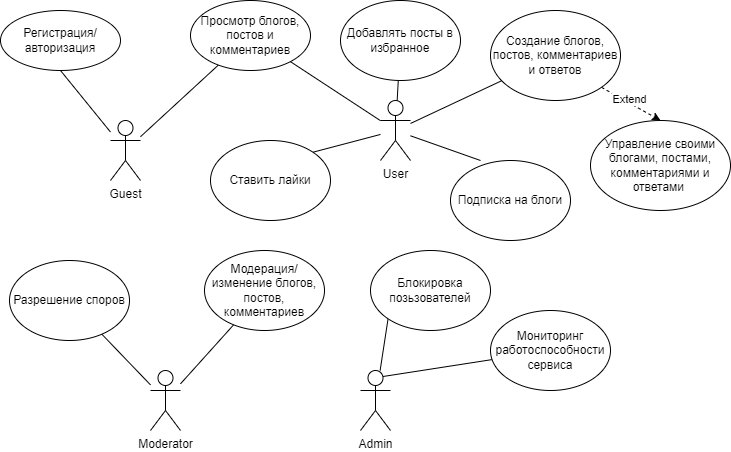 Регистрация/
авторизация
Просмотр блогов,
постов и
комментариев
Добавлять посты в
избранное
Создание блогов,
постов, комментариев
и ответов
Extend
Управление своими
блогами, постами,
комментариями и
ответами
Guest
Ставить лайки
User
Подписка на блоги
Разрешение споров
Модерация/
изменение блогов,
постов,
комментариев
Блокировка
позьзователей
Мониторинг
работоспособности
сервиса
Moderator
Admin